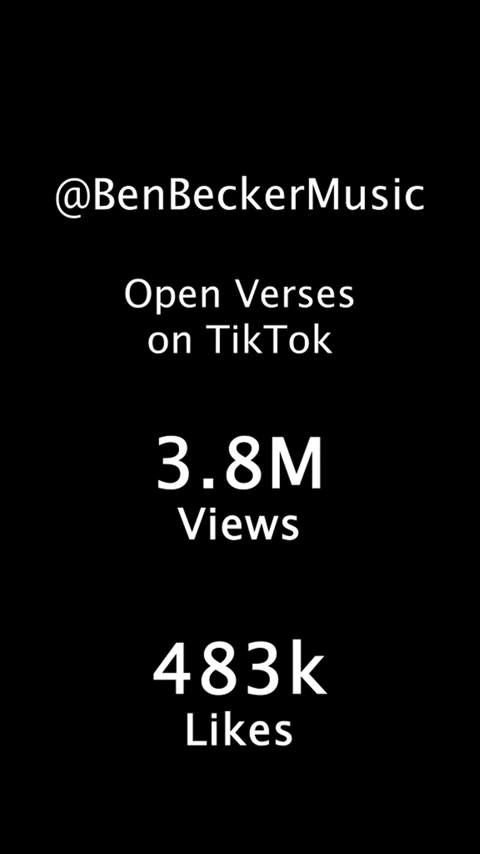 @BenBeckerMusic
Open Verses
on TikTok
3.8M
Views
483k
Likes